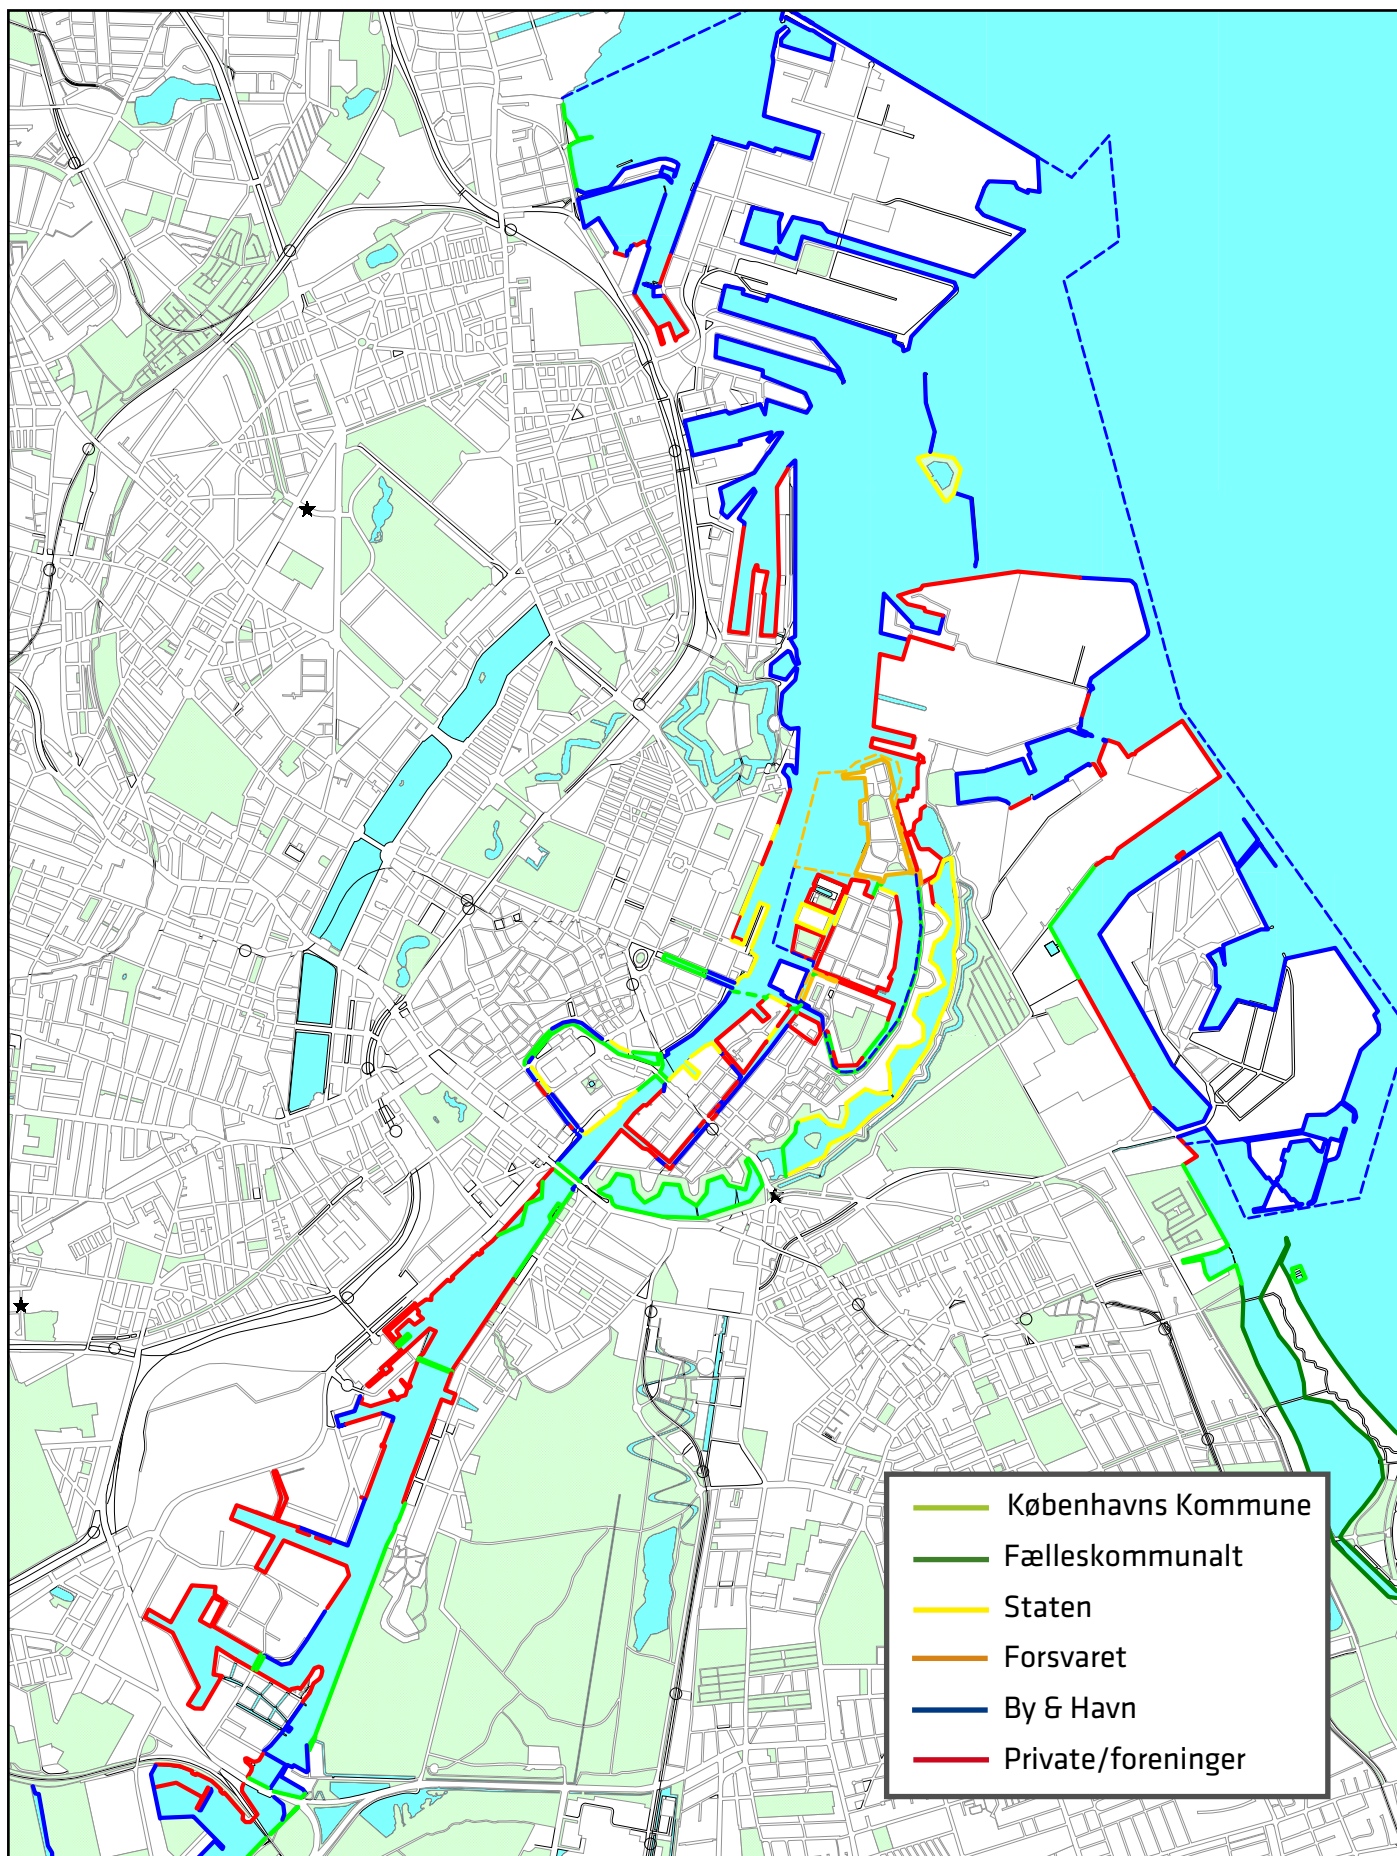 Københavns Kommune
Fælleskommunalt
Staten
Forsvaret
By & Havn
Private/foreninger